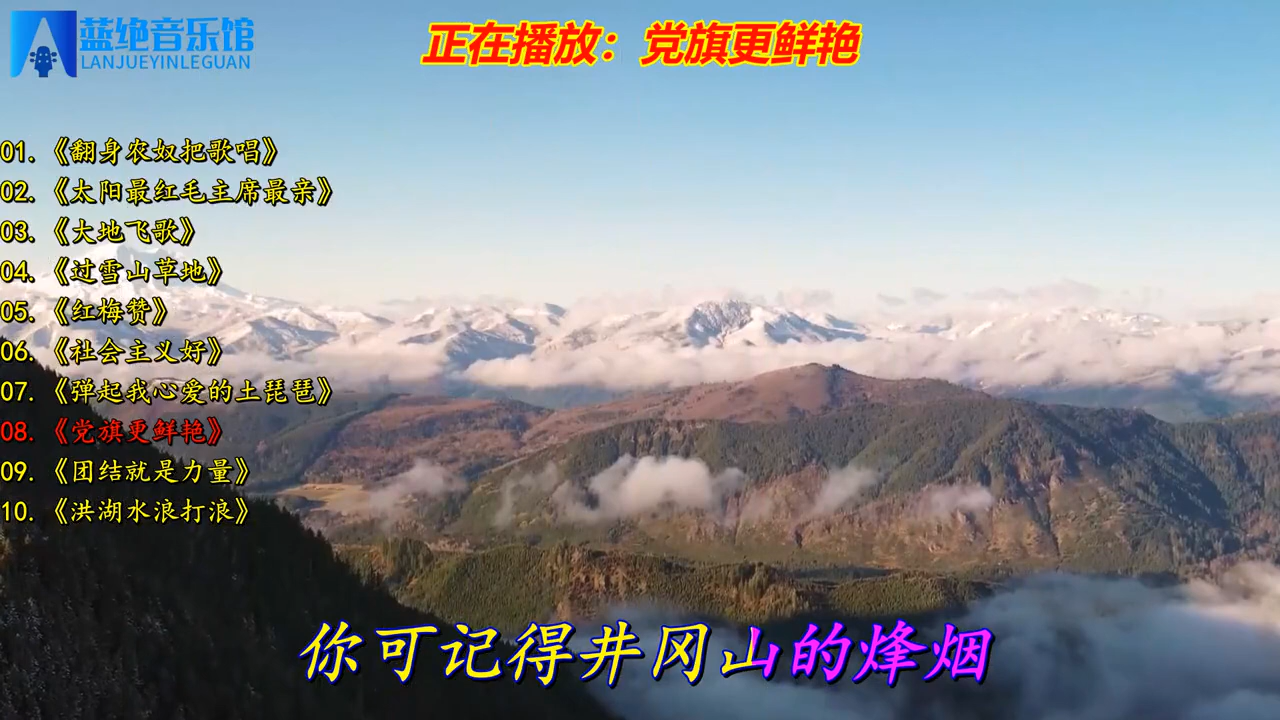 蓝绝音乐馆
LANJUEYINLEGUAN
正在播放：党旗更鲜艳
01.《翻身农奴把歌唱》
02.《太阳最红毛主席最亲》
03.《大地飞歌》
04.《过雪山草地》
05.《红梅赞》
06.《社会主义好》
07.《弹起我心爱的土琵琶》
08.《党旗更鲜艳》
09.《团结就是力量》
10.《洪湖水浪打浪》
你可记得井冈山的烽烟